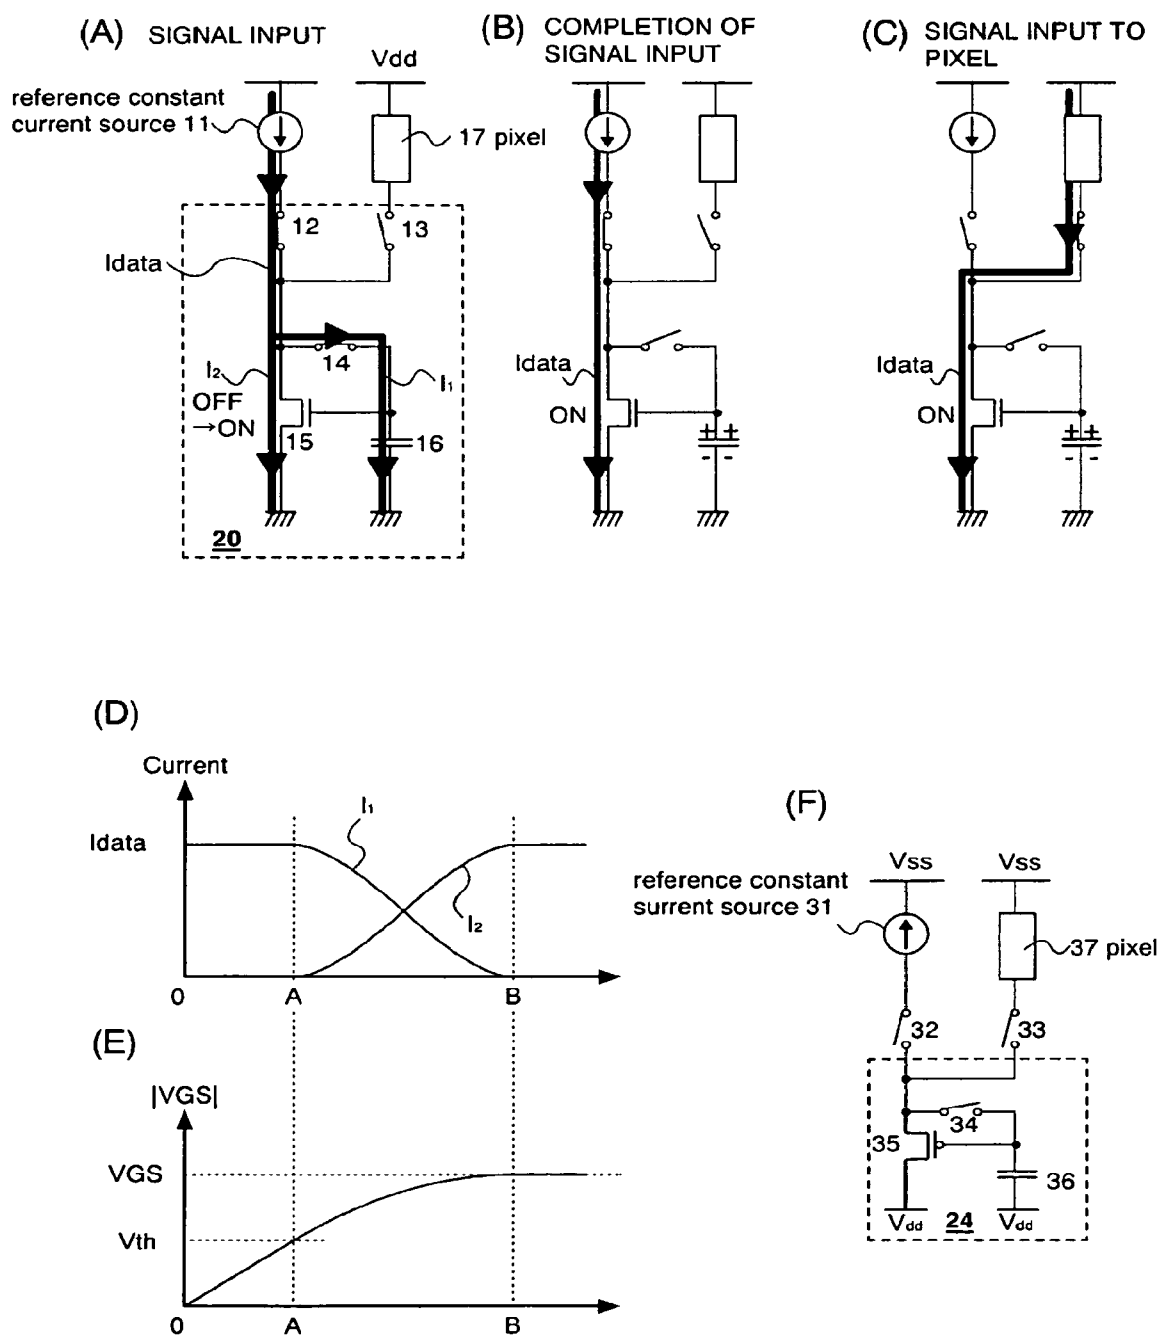 (A) SIGNAL INPUT
Vdd
reference constant
current source 11
17 pixel
12
13
Idata
14
I₂
I₁
OFF
→ON
15
16
20
(B) COMPLETION OF
SIGNAL INPUT
Idata
ON
+ +
- -
(C) SIGNAL INPUT TO
PIXEL
Idata
ON
+ +
- -
(D)
Current
Idata
I₁
I₂
0 A B
(E)
|VGS|
VGS
Vth
0 A B
(F)
Vss Vss
reference constant
surrent source 31
37 pixel
32
33
34
35
36
Vdd 24 Vdd